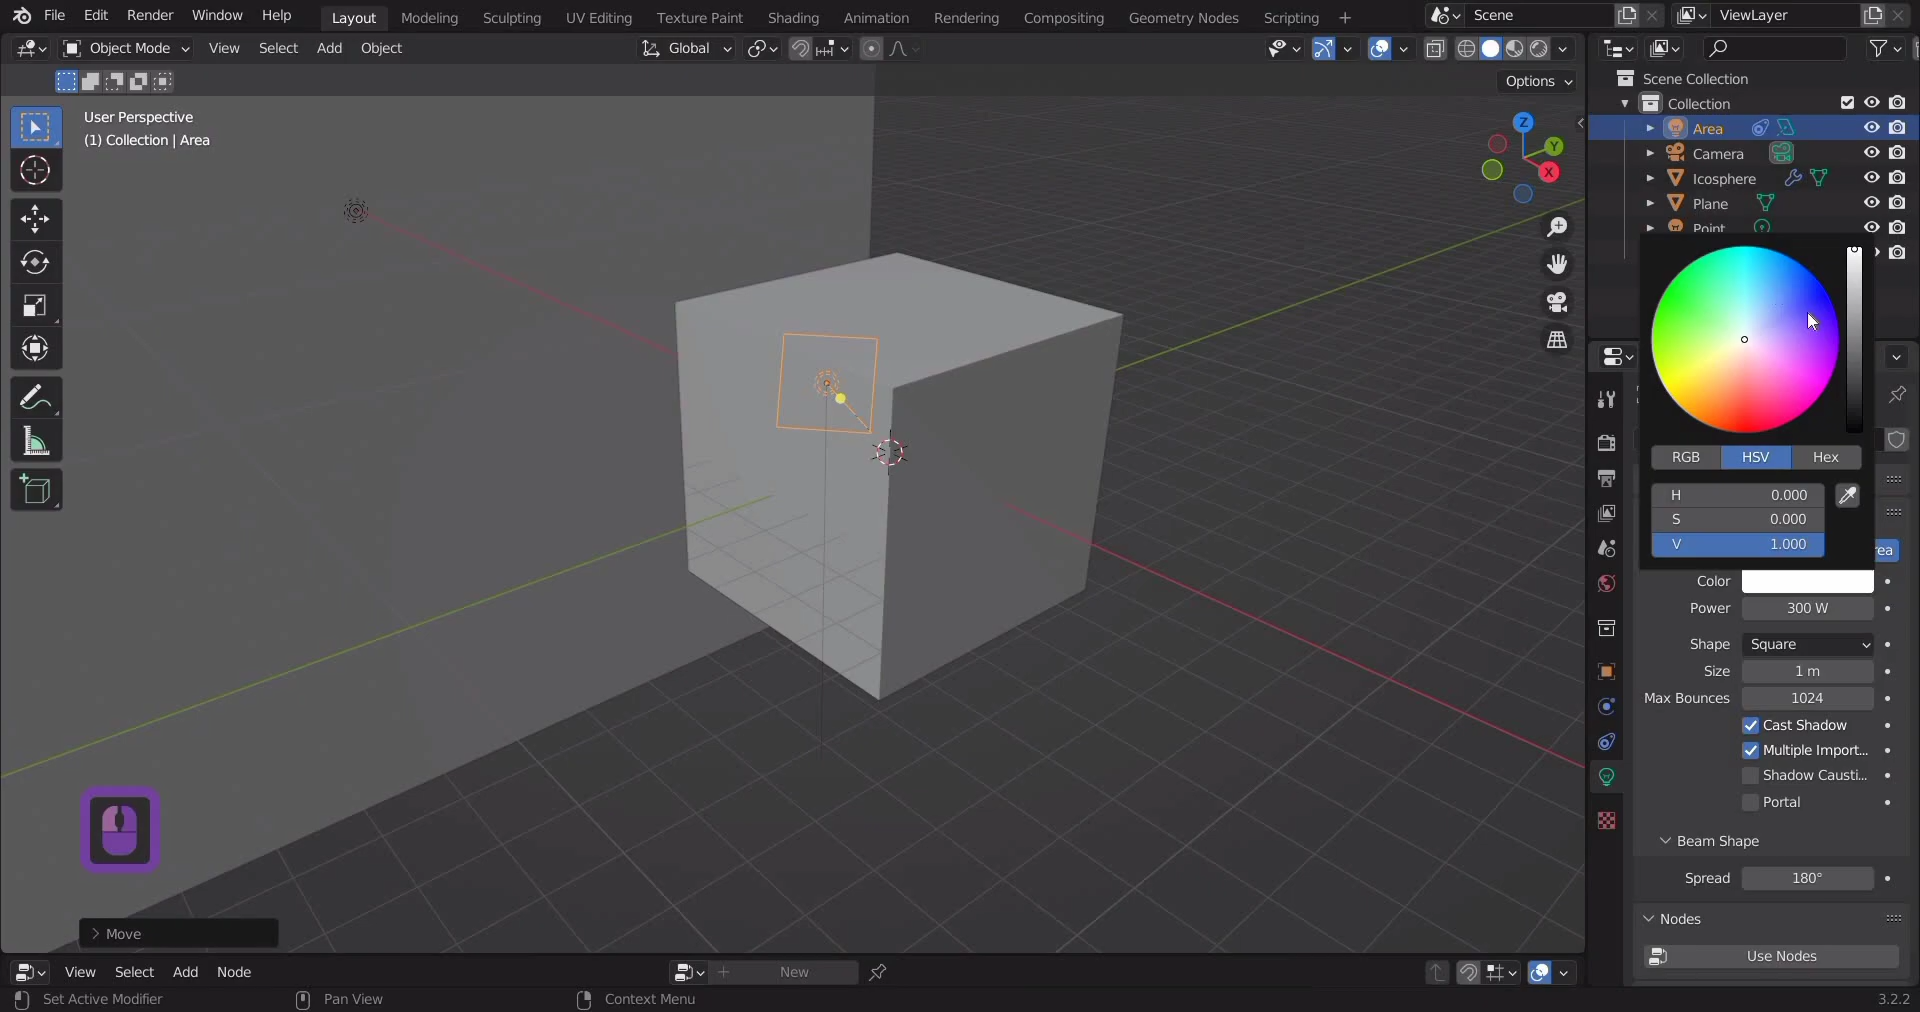 File Edit Render Window Help Layout Modeling Sculpting UV Editing Texture Paint Shading Animation Rendering Compositing Geometry Nodes Scripting + Scene ViewLayer
Object Mode View Select Add Object Global
Options
User Perspective
(1) Collection | Area
Z
Y
X
Scene Collection
Collection
Area
Camera
Icosphere
Plane
Point
RGB HSV Hex
H 0.000
S 0.000
V 1.000
Color
Power 300 W
Shape Square
Size 1 m
Max Bounces 1024
Cast Shadow
Multiple Import...
Shadow Causti...
Portal
Beam Shape
Spread 180°
Nodes
Use Nodes
Move
View Select Add Node New
Set Active Modifier Pan View Context Menu 3.2.2